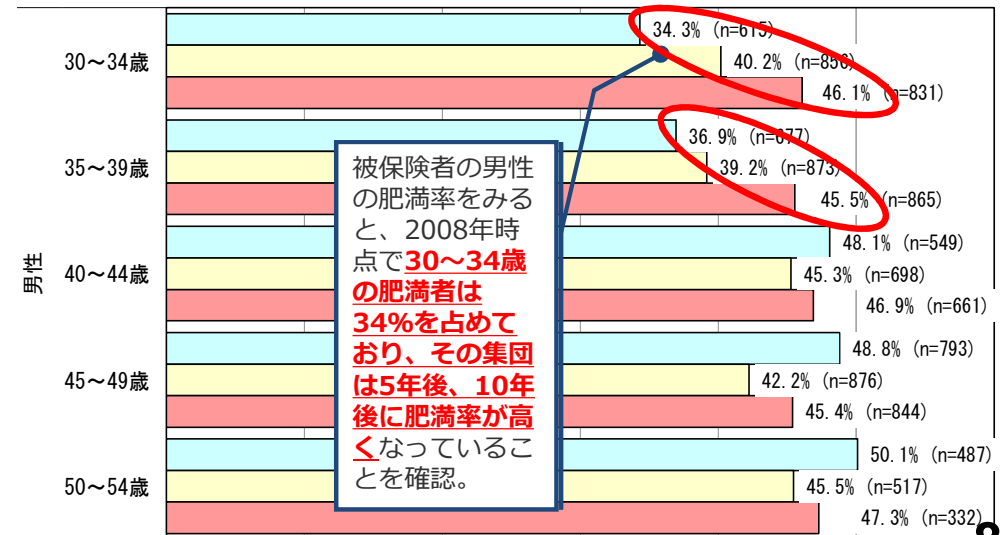 男性
30～34歳
34.3% (n=615)
40.2% (n=856)
46.1% (n=831)
35～39歳
36.9% (n=677)
39.2% (n=873)
45.5% (n=865)
40～44歳
48.1% (n=549)
45.3% (n=698)
46.9% (n=661)
45～49歳
48.8% (n=793)
42.2% (n=876)
45.4% (n=844)
50～54歳
50.1% (n=487)
45.5% (n=517)
47.3% (n=332)
被保険者の男性
の肥満率をみる
と、2008年時
点で30～34歳
の肥満者は
34%を占めて
おり、その集団
は5年後、10年
後に肥満率が高
くなっているこ
とを確認。